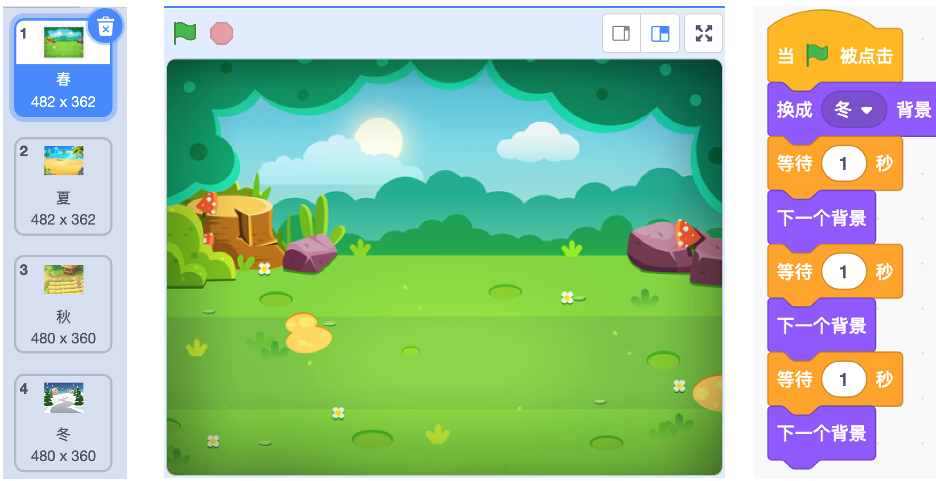 1
春
482 x 362
2
夏
482 x 362
3
秋
480 x 360
4
冬
480 x 360
当 被点击
换成 冬 背景
等待 1 秒
下一个背景
等待 1 秒
下一个背景
等待 1 秒
下一个背景